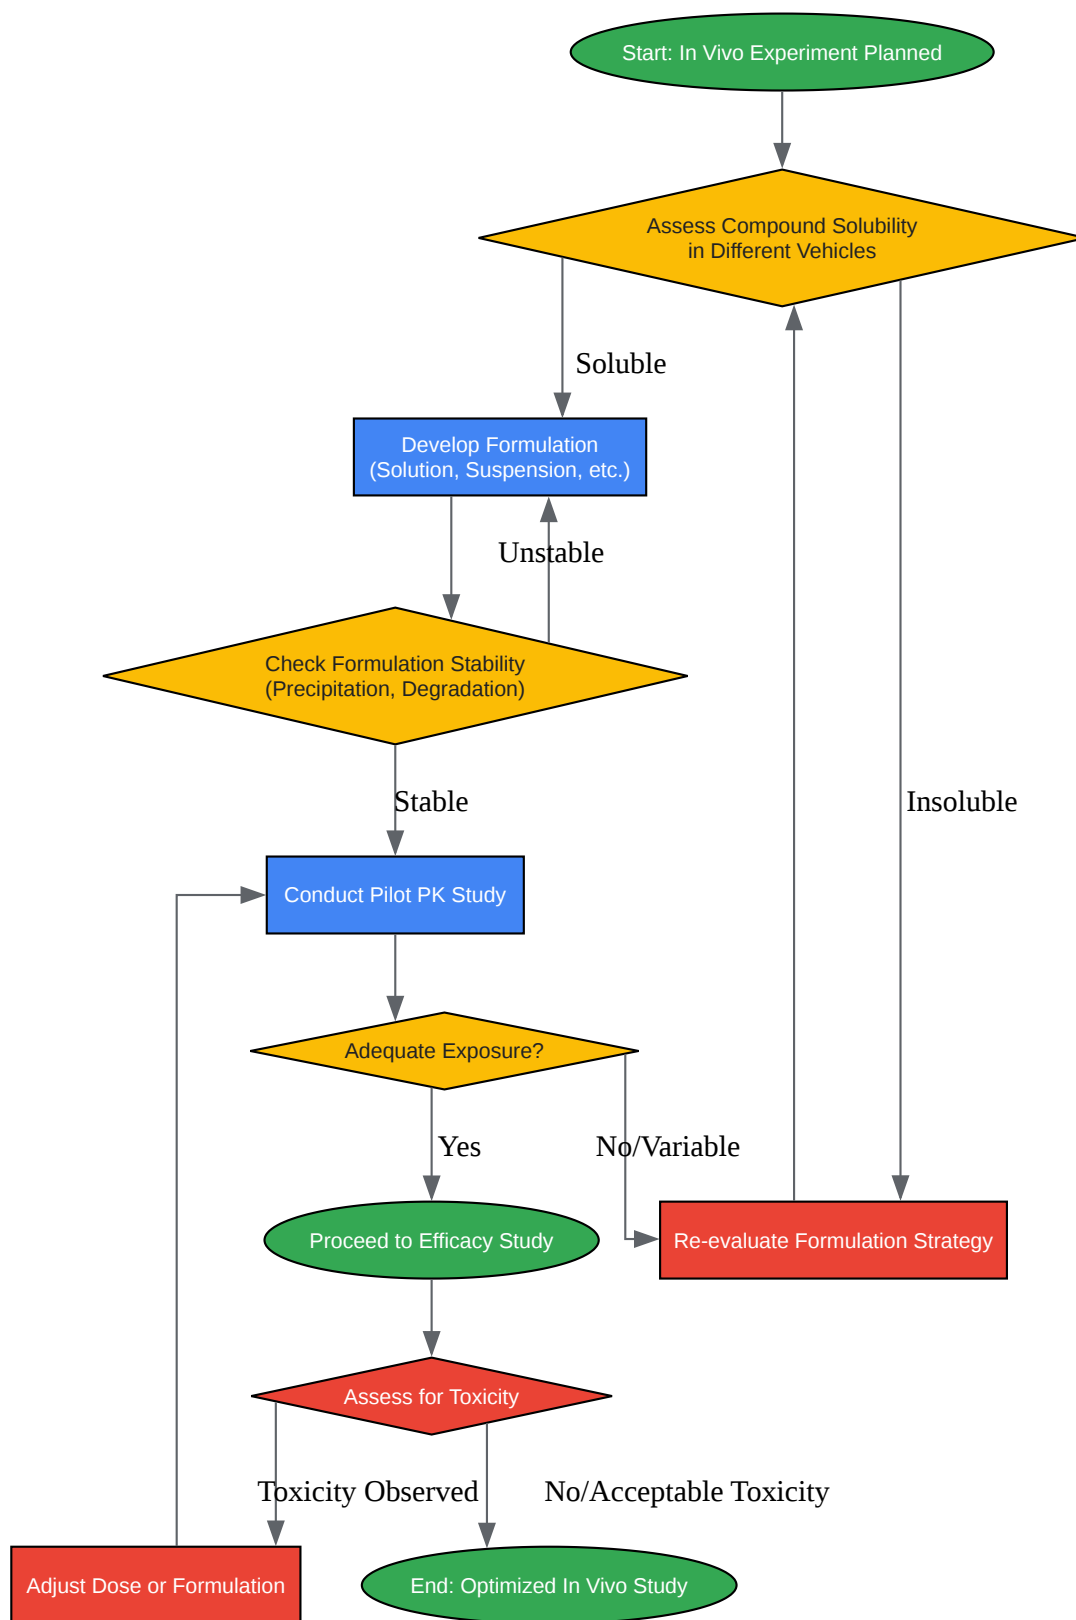 Start: In Vivo Experiment Planned
Assess Compound Solubility
in Different Vehicles
Soluble
Develop Formulation
(Solution, Suspension, etc.)
Unstable
Check Formulation Stability
(Precipitation, Degradation)
Stable
Insoluble
Conduct Pilot PK Study
Adequate Exposure?
Yes
No/Variable
Proceed to Efficacy Study
Re-evaluate Formulation Strategy
Assess for Toxicity
Toxicity Observed
No/Acceptable Toxicity
Adjust Dose or Formulation
End: Optimized In Vivo Study